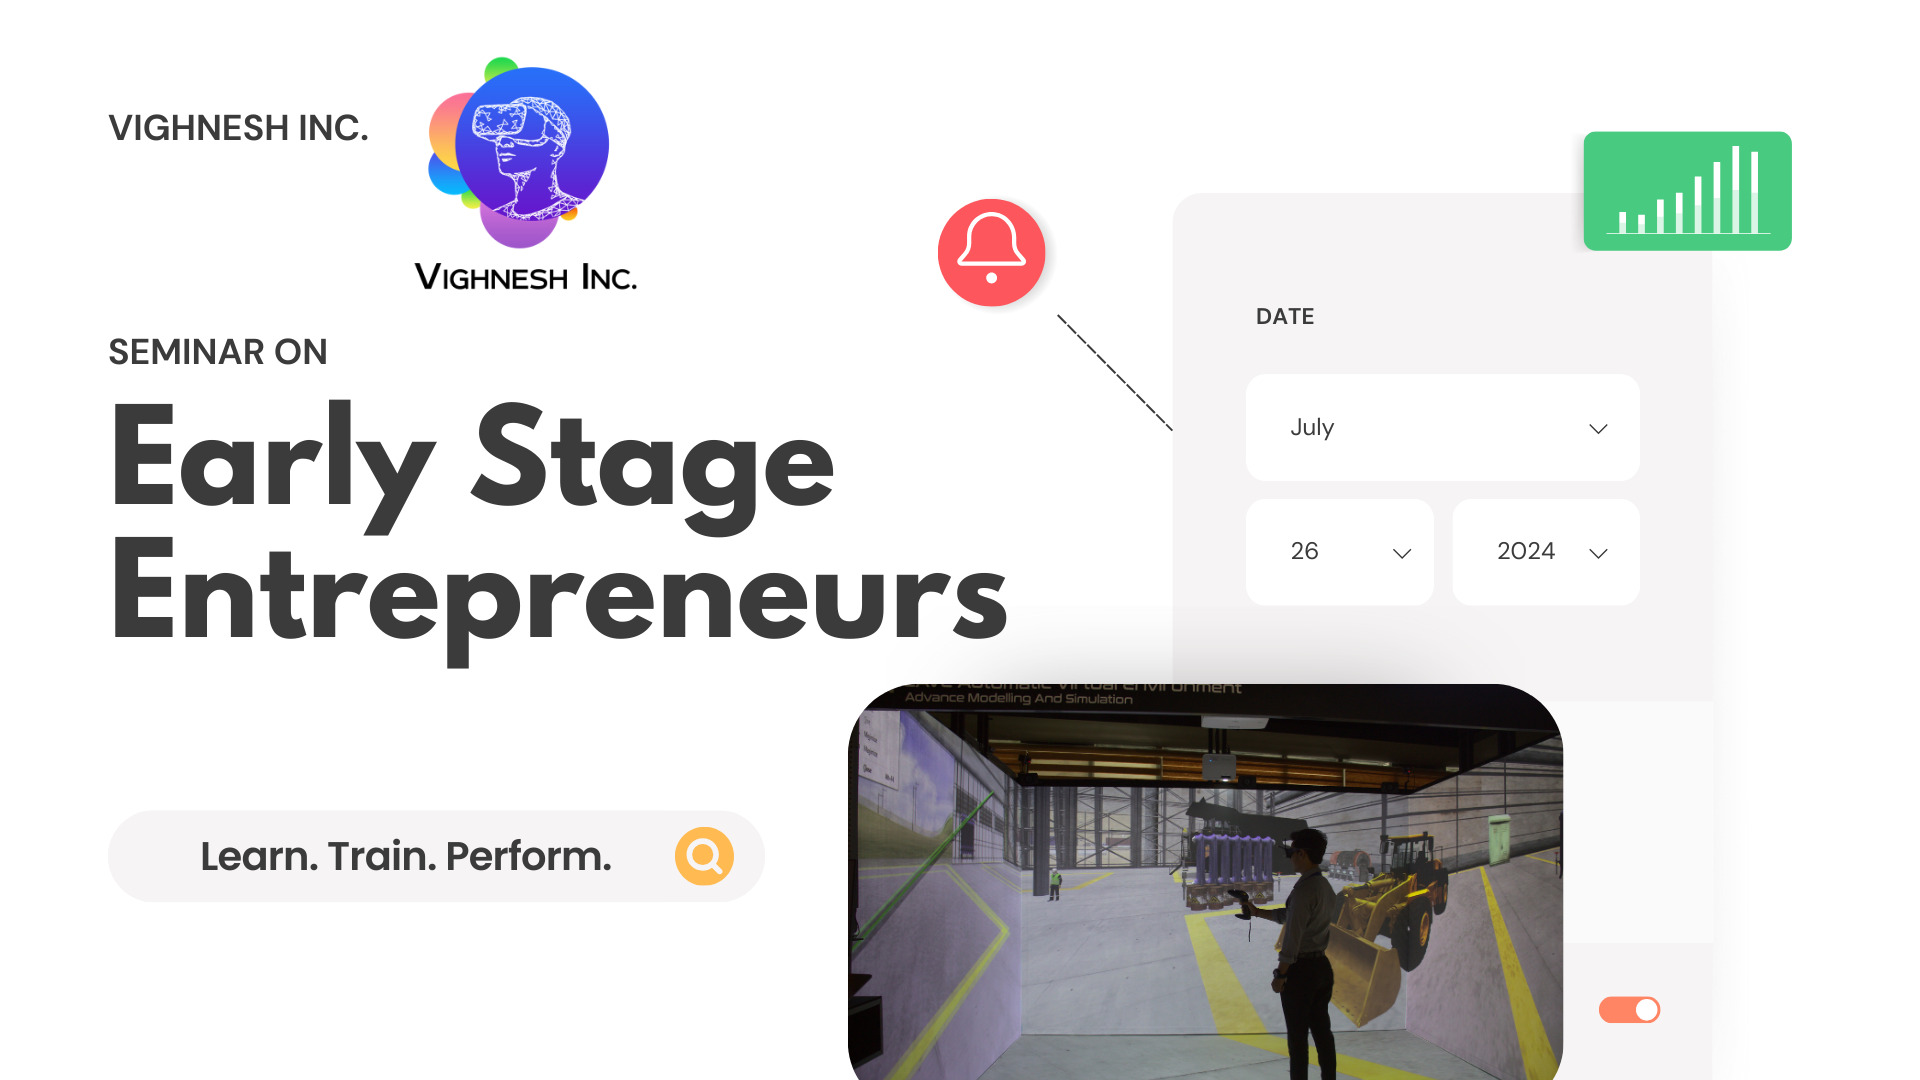 VIGHNESH INC.
VIGHNESH INC.
SEMINAR ON
Early Stage
Entrepreneurs
Learn. Train. Perform.
DATE
July
26
2024
Automatic Virtual Environment
Advance Modelling And Simulation